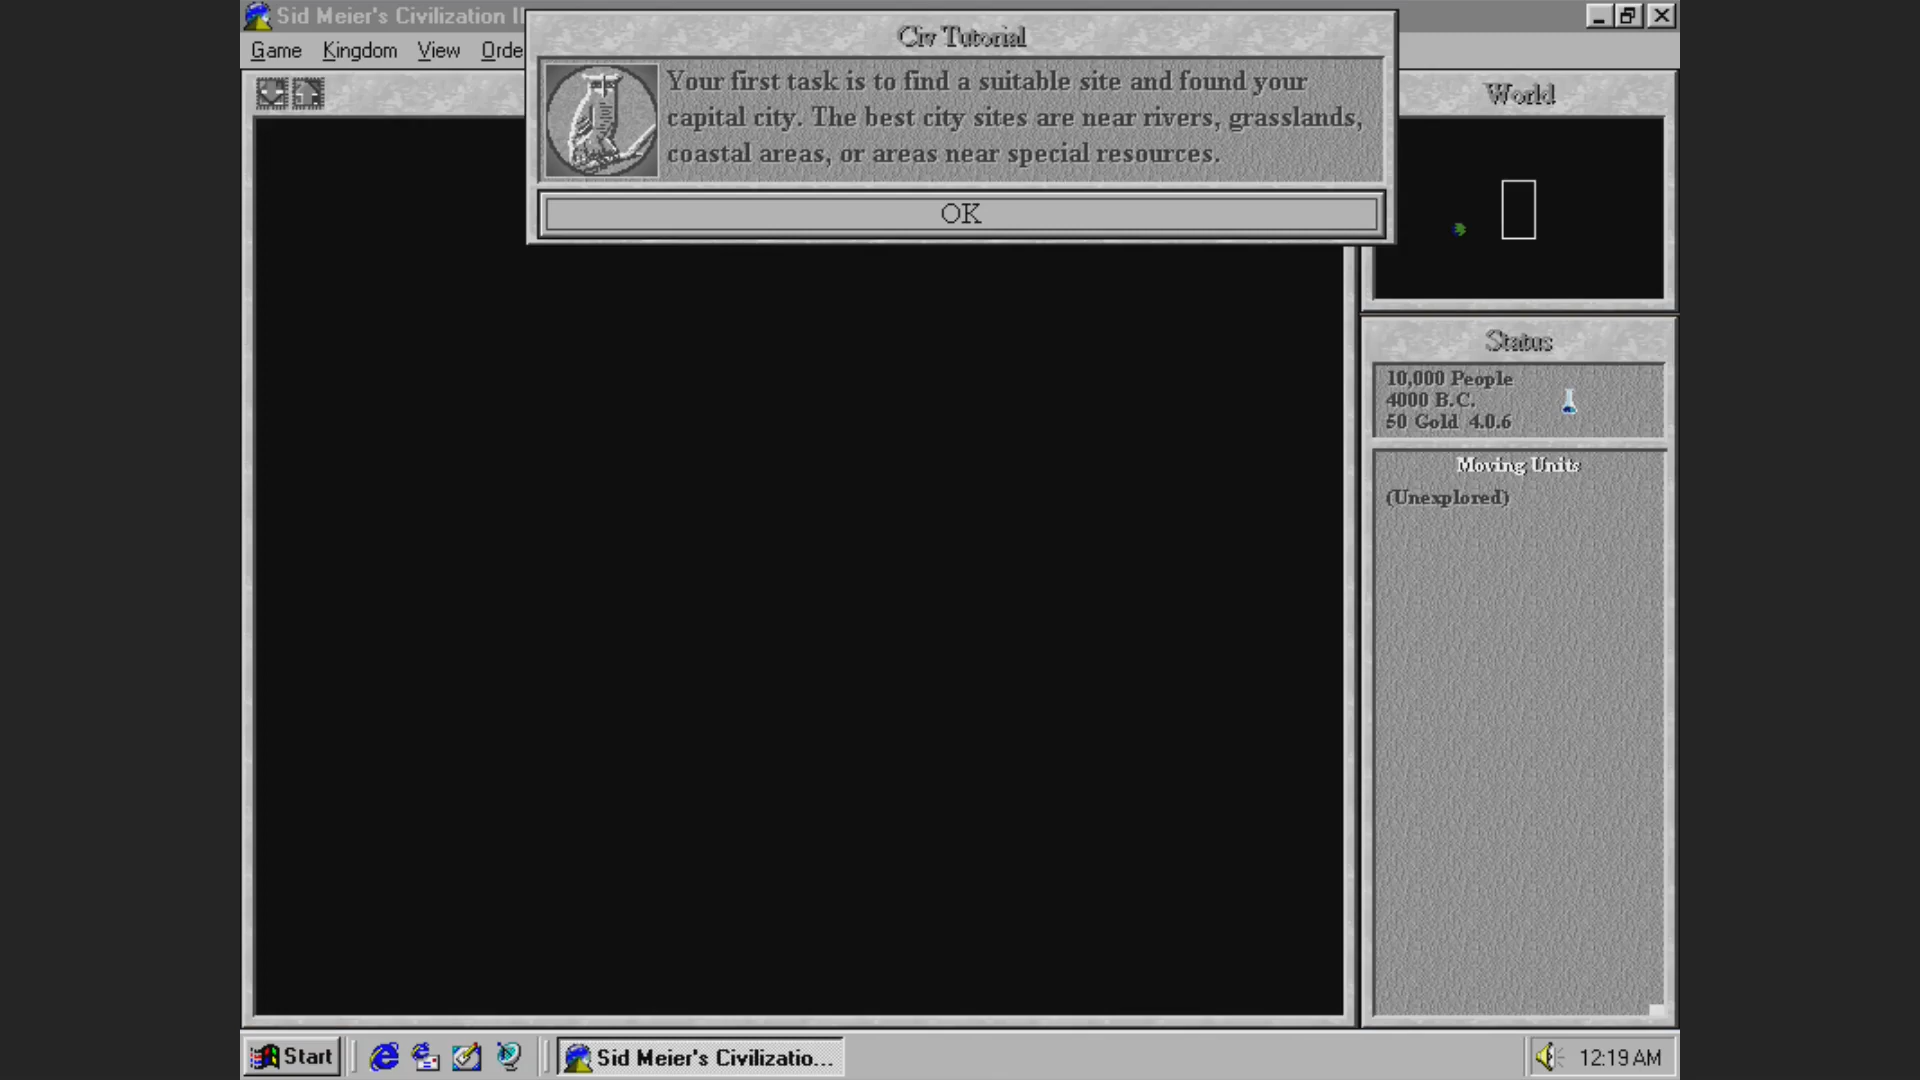 Sid Meier's Civilization II
Civ Tutorial
Game Kingdom View Orde
Your first task is to find a suitable site and found your
capital city. The best city sites are near rivers, grasslands,
coastal areas, or areas near special resources.
OK
World
Status
10,000 People
4000 B.C.
50 Gold 4.0.6
Moving Units
(Unexplored)
Start
Sid Meier's Civilizatio...
12:19 AM